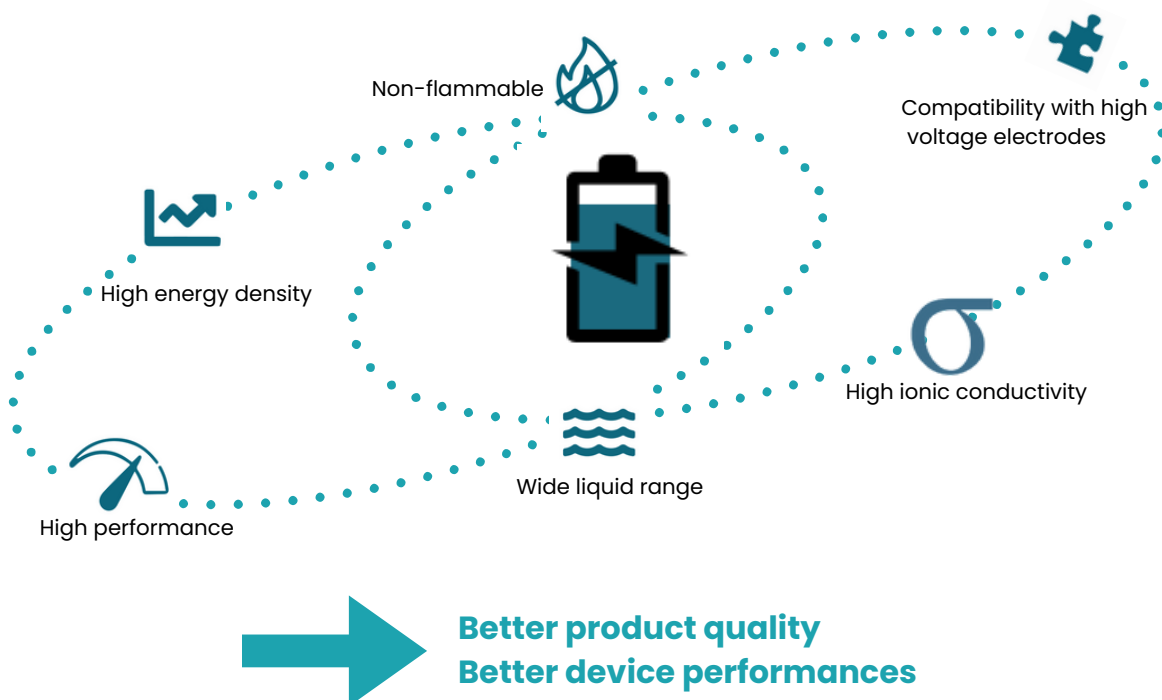 Non-flammable
Compatibility with high
voltage electrodes
High energy density
High ionic conductivity
Wide liquid range
High performance
Better product quality
Better device performances